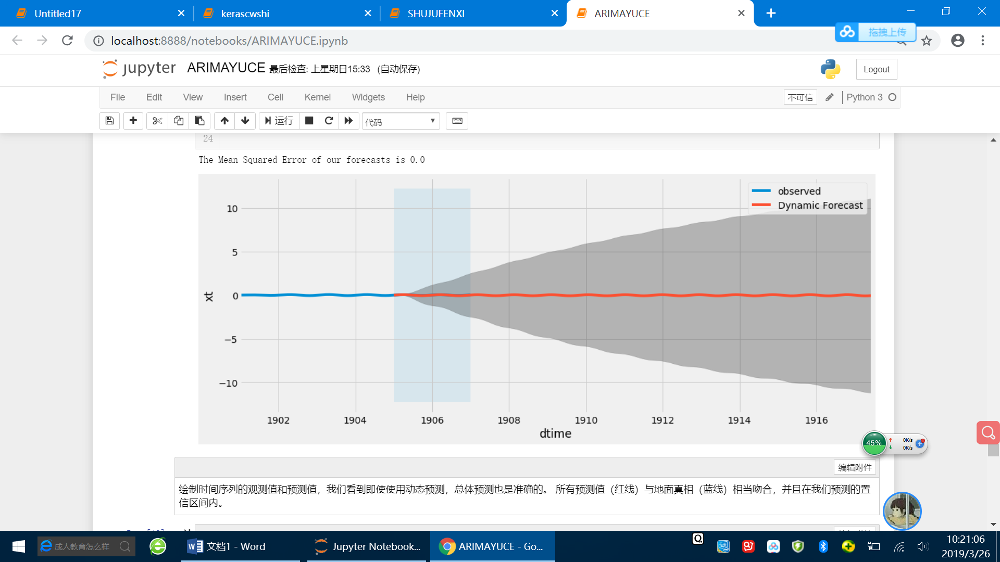 Untitled17
kerascwshi
SHUJUFENXI
ARIMAYUCE
localhost:8888/notebooks/ARIMAYUCE.ipynb
拖拽上传
jupyter
ARIMAYUCE 最后检查: 上星期日15:33 (自动保存)
Logout
File Edit View Insert Cell Kernel Widgets Help
不可信
Python 3
运行
代码
24
The Mean Squared Error of our forecasts is 0.0
observed
Dynamic Forecast
10
5
0
−5
−10
xt
1902 1904 1906 1908 1910 1912 1914 1916
dtime
45%
0K/s
0K/s
编辑附件
绘制时间序列的观测值和预测值，我们看到即使使用动态预测，总体预测也是准确的。 所有预测值（红线）与地面真相（蓝线）相当吻合，并且在我们预测的置
信区间内。
成人教育怎么样
文档1 - Word
Jupyter Notebook...
ARIMAYUCE - Go...
10:21:06
2019/3/26